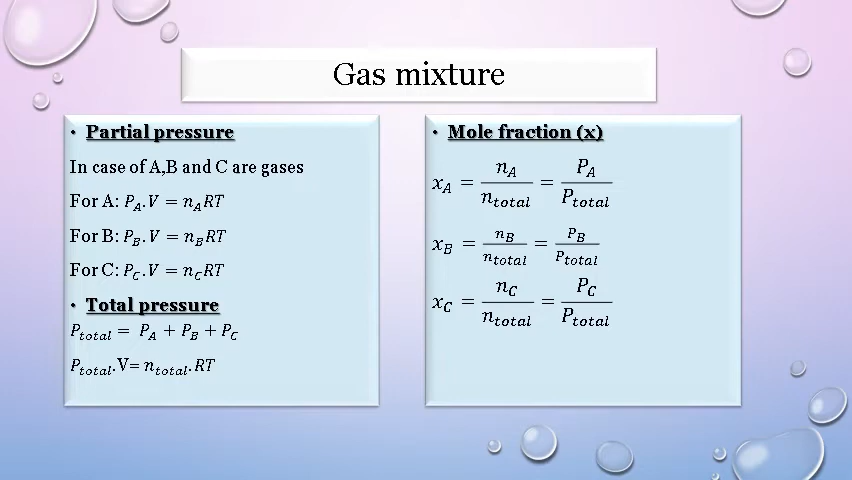 Gas mixture
• Partial pressure
In case of A,B and C are gases
For A: P_A.V = n_A RT
For B: P_B.V = n_B RT
For C: P_C.V = n_C RT
• Total pressure
P_total = P_A + P_B + P_C
P_total.V= n_total.RT
• Mole fraction (x)
x_A = n_A / n_total = P_A / P_total
x_B = n_B / n_total = P_B / P_total
x_C = n_C / n_total = P_C / P_total